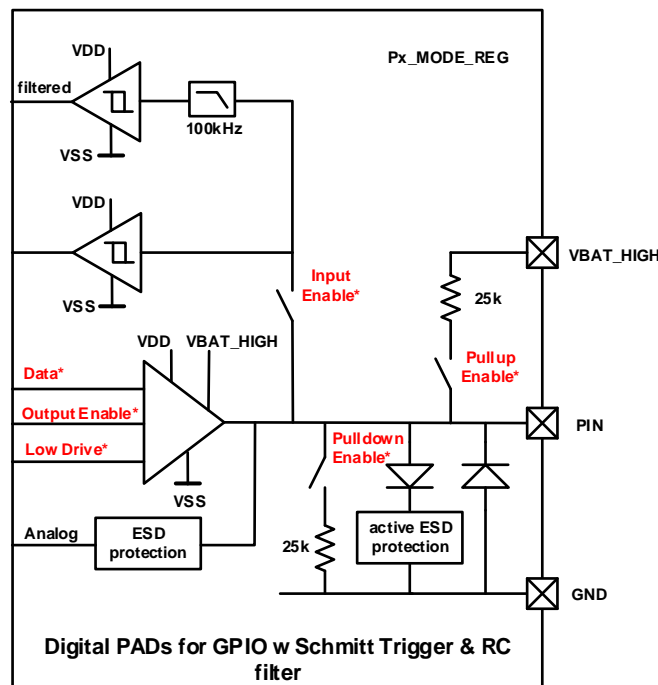 VDD
Px_MODE_REG
filtered
100kHz
VSS
VDD
VBAT_HIGH
VSS
Input
Enable*
25k
VDD
VBAT_HIGH
Pullup
Enable*
Data*
Output Enable*
PIN
Low Drive*
Pulldown
Enable*
VSS
Analog
ESD
protection
25k
active ESD
protection
GND
Digital PADs for GPIO w Schmitt Trigger & RC
filter